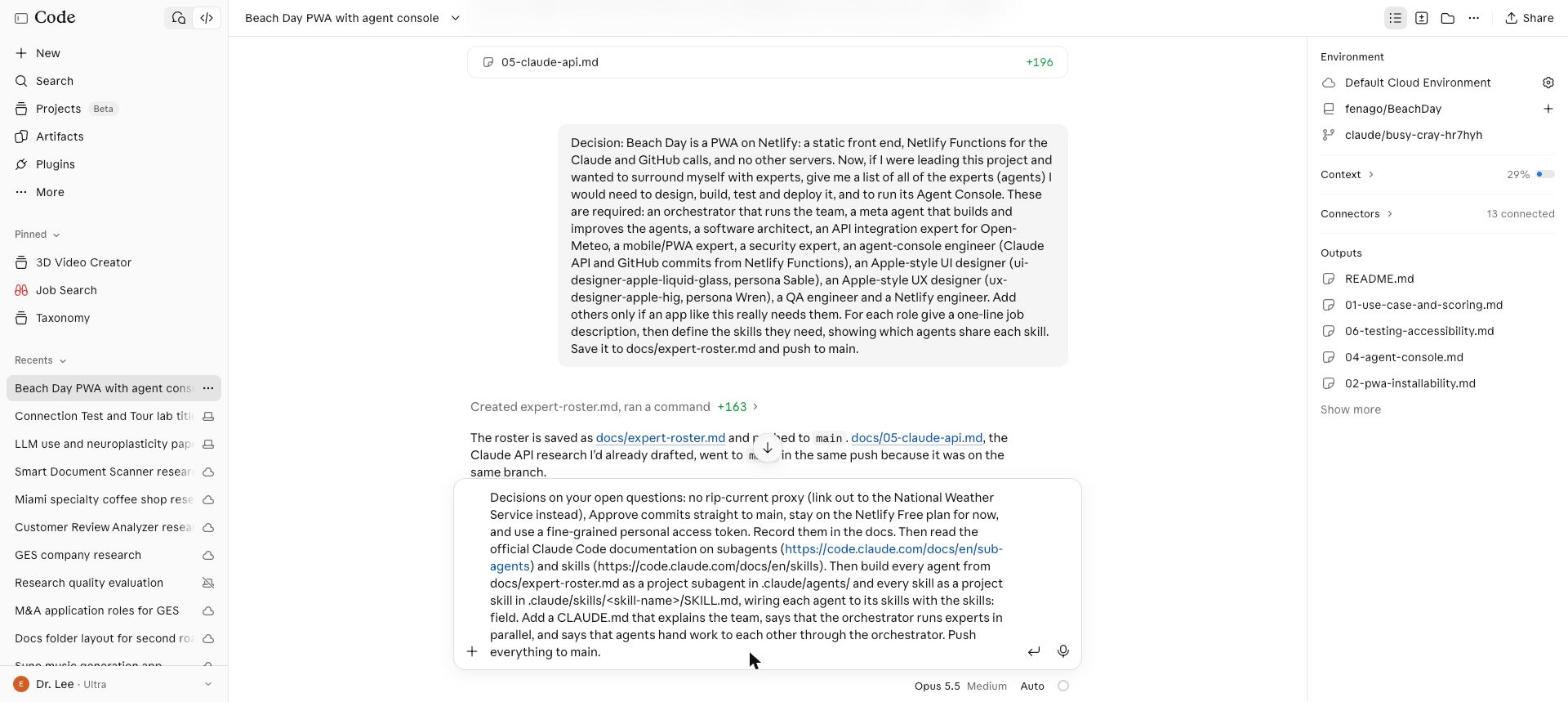 Code
New
Search
Projects Beta
Artifacts
Plugins
More
Pinned
3D Video Creator
Job Search
Taxonomy
Recents
Beach Day PWA with agent cons
Connection Test and Tour lab titl
LLM use and neuroplasticity pap
Smart Document Scanner resear
Miami specialty coffee shop rese
Customer Review Analyzer resea
GES company research
Research quality evaluation
M&A application roles for GES
Docs folder layout for second ro
Suno music generation app
E Dr. Lee · Ultra
Beach Day PWA with agent console
Share
05-claude-api.md +196
Decision: Beach Day is a PWA on Netlify: a static front end, Netlify Functions for the
Claude and GitHub calls, and no other servers. Now, if I were leading this project and
wanted to surround myself with experts, give me a list of all of the experts (agents) I
would need to design, build, test and deploy it, and to run its Agent Console. These
are required: an orchestrator that runs the team, a meta agent that builds and
improves the agents, a software architect, an API integration expert for Open-
Meteo, a mobile/PWA expert, a security expert, an agent-console engineer (Claude
API and GitHub commits from Netlify Functions), an Apple-style UI designer (ui-
designer-apple-liquid-glass, persona Sable), an Apple-style UX designer (ux-
designer-apple-hig, persona Wren), a QA engineer and a Netlify engineer. Add
others only if an app like this really needs them. For each role give a one-line job
description, then define the skills they need, showing which agents share each skill.
Save it to docs/expert-roster.md and push to main.
Created expert-roster.md, ran a command +163
The roster is saved as docs/expert-roster.md and to main. docs/05-claude-api.md, the
Claude API research I'd already drafted, went to in the same push because it was on the
same branch.
Decisions on your open questions: no rip-current proxy (link out to the National Weather
Service instead), Approve commits straight to main, stay on the Netlify Free plan for now,
and use a fine-grained personal access token. Record them in the docs. Then read the
official Claude Code documentation on subagents (https://code.claude.com/docs/en/sub-
agents) and skills (https://code.claude.com/docs/en/skills). Then build every agent from
docs/expert-roster.md as a project subagent in .claude/agents/ and every skill as a project
skill in .claude/skills/<skill-name>/SKILL.md, wiring each agent to its skills with the skills:
field. Add a CLAUDE.md that explains the team, says that the orchestrator runs experts in
parallel, and says that agents hand work to each other through the orchestrator. Push
everything to main.
Opus 5.5 Medium Auto
Environment
Default Cloud Environment
fenago/BeachDay
claude/busy-cray-hr7hyh
Context 29%
Connectors 13 connected
Outputs
README.md
01-use-case-and-scoring.md
06-testing-accessibility.md
04-agent-console.md
02-pwa-installability.md
Show more